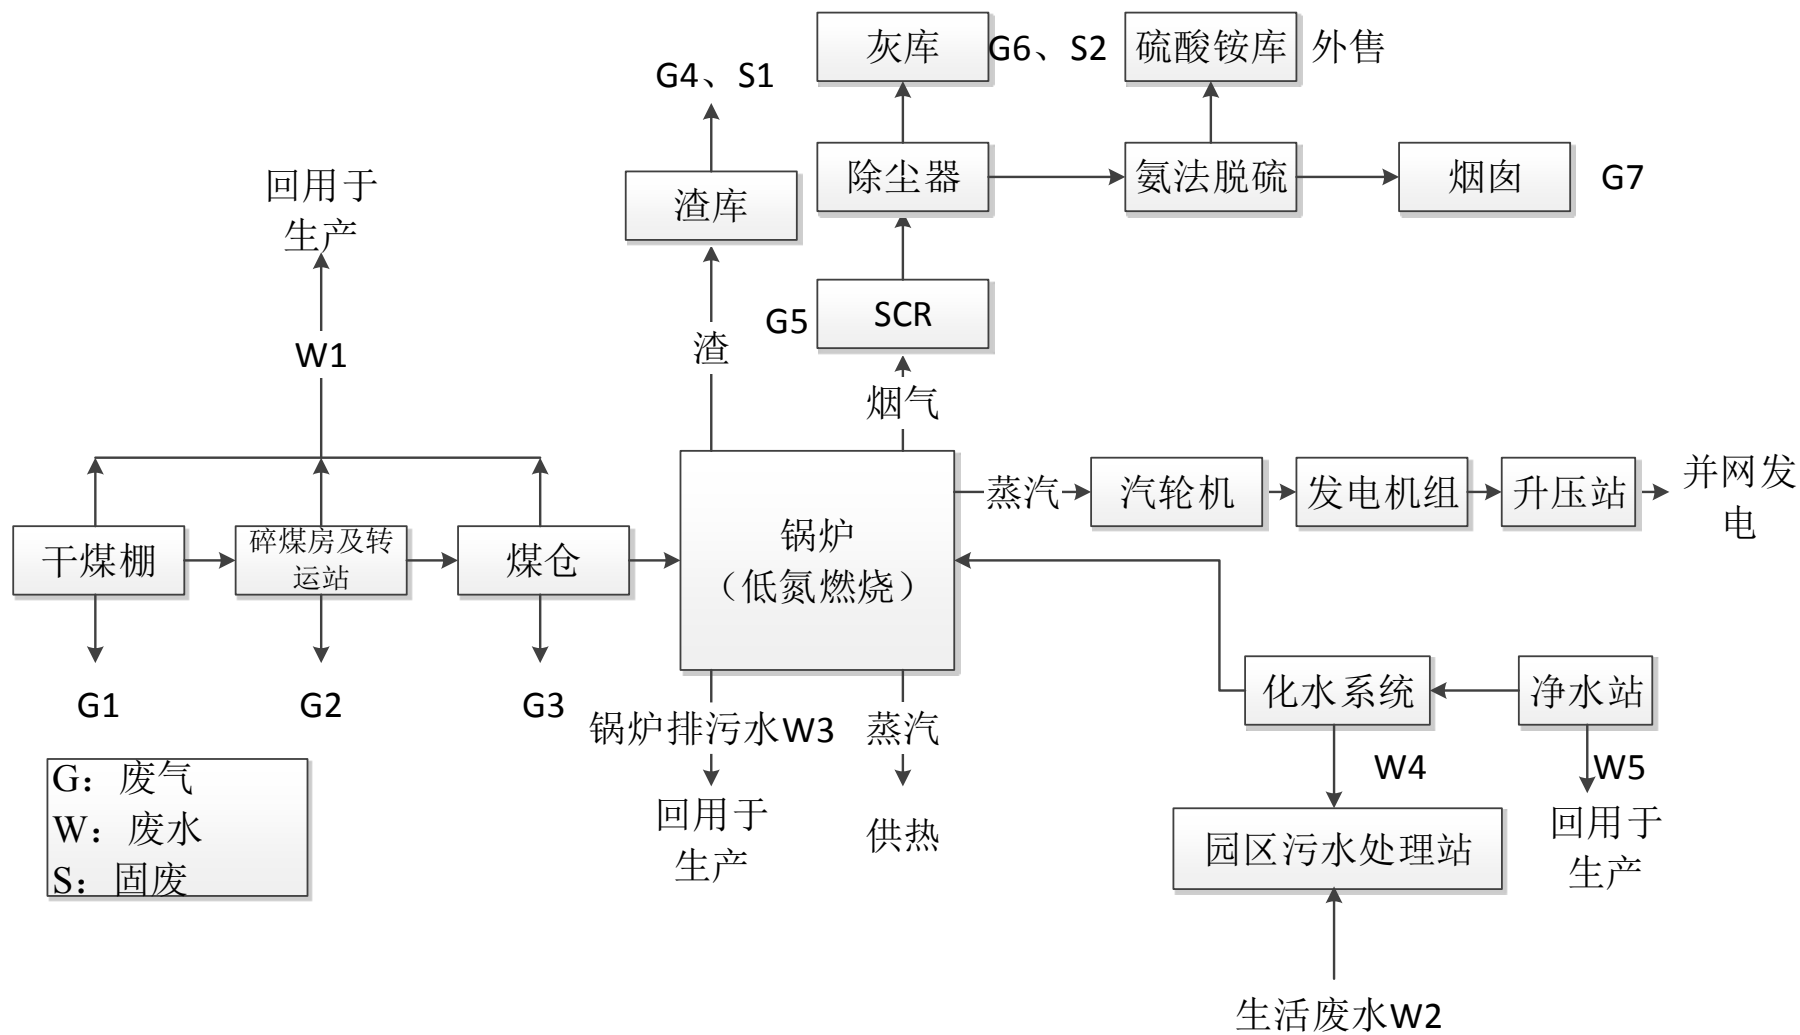 灰库
G6、S2
硫酸铵库
外售
G4、S1
回用于
生产
渣库
除尘器
氨法脱硫
烟囱
G7
G5
SCR
W1
渣
烟气
蒸汽
汽轮机
发电机组
升压站
并网发
电
干煤棚
碎煤房及转
运站
煤仓
锅炉
（低氮燃烧）
G1
G2
G3
化水系统
净水站
锅炉排污水W3
蒸汽
W4
W5
回用于
生产
供热
园区污水处理站
回用于
生产
G：废气
W：废水
S：固废
生活废水W2